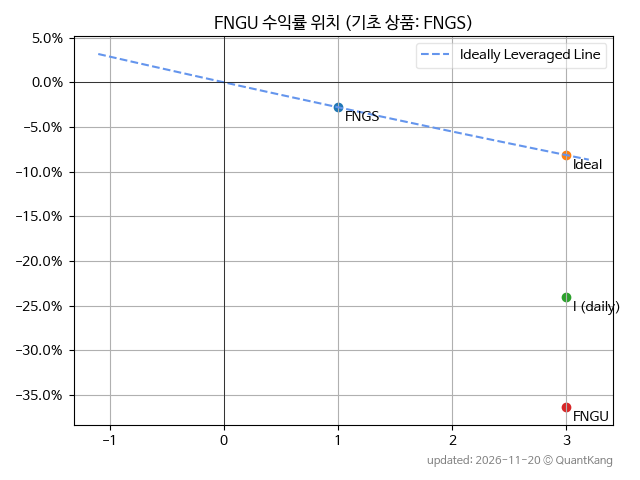 FNGU 수익률 위치 (기초 상품: FNGS)
5.0%
0.0%
−5.0%
−10.0%
−15.0%
−20.0%
−25.0%
−30.0%
−35.0%
Ideally Leveraged Line
FNGS
Ideal
I (daily)
FNGU
−1
0
1
2
3
updated: 2026-11-20 © QuantKang